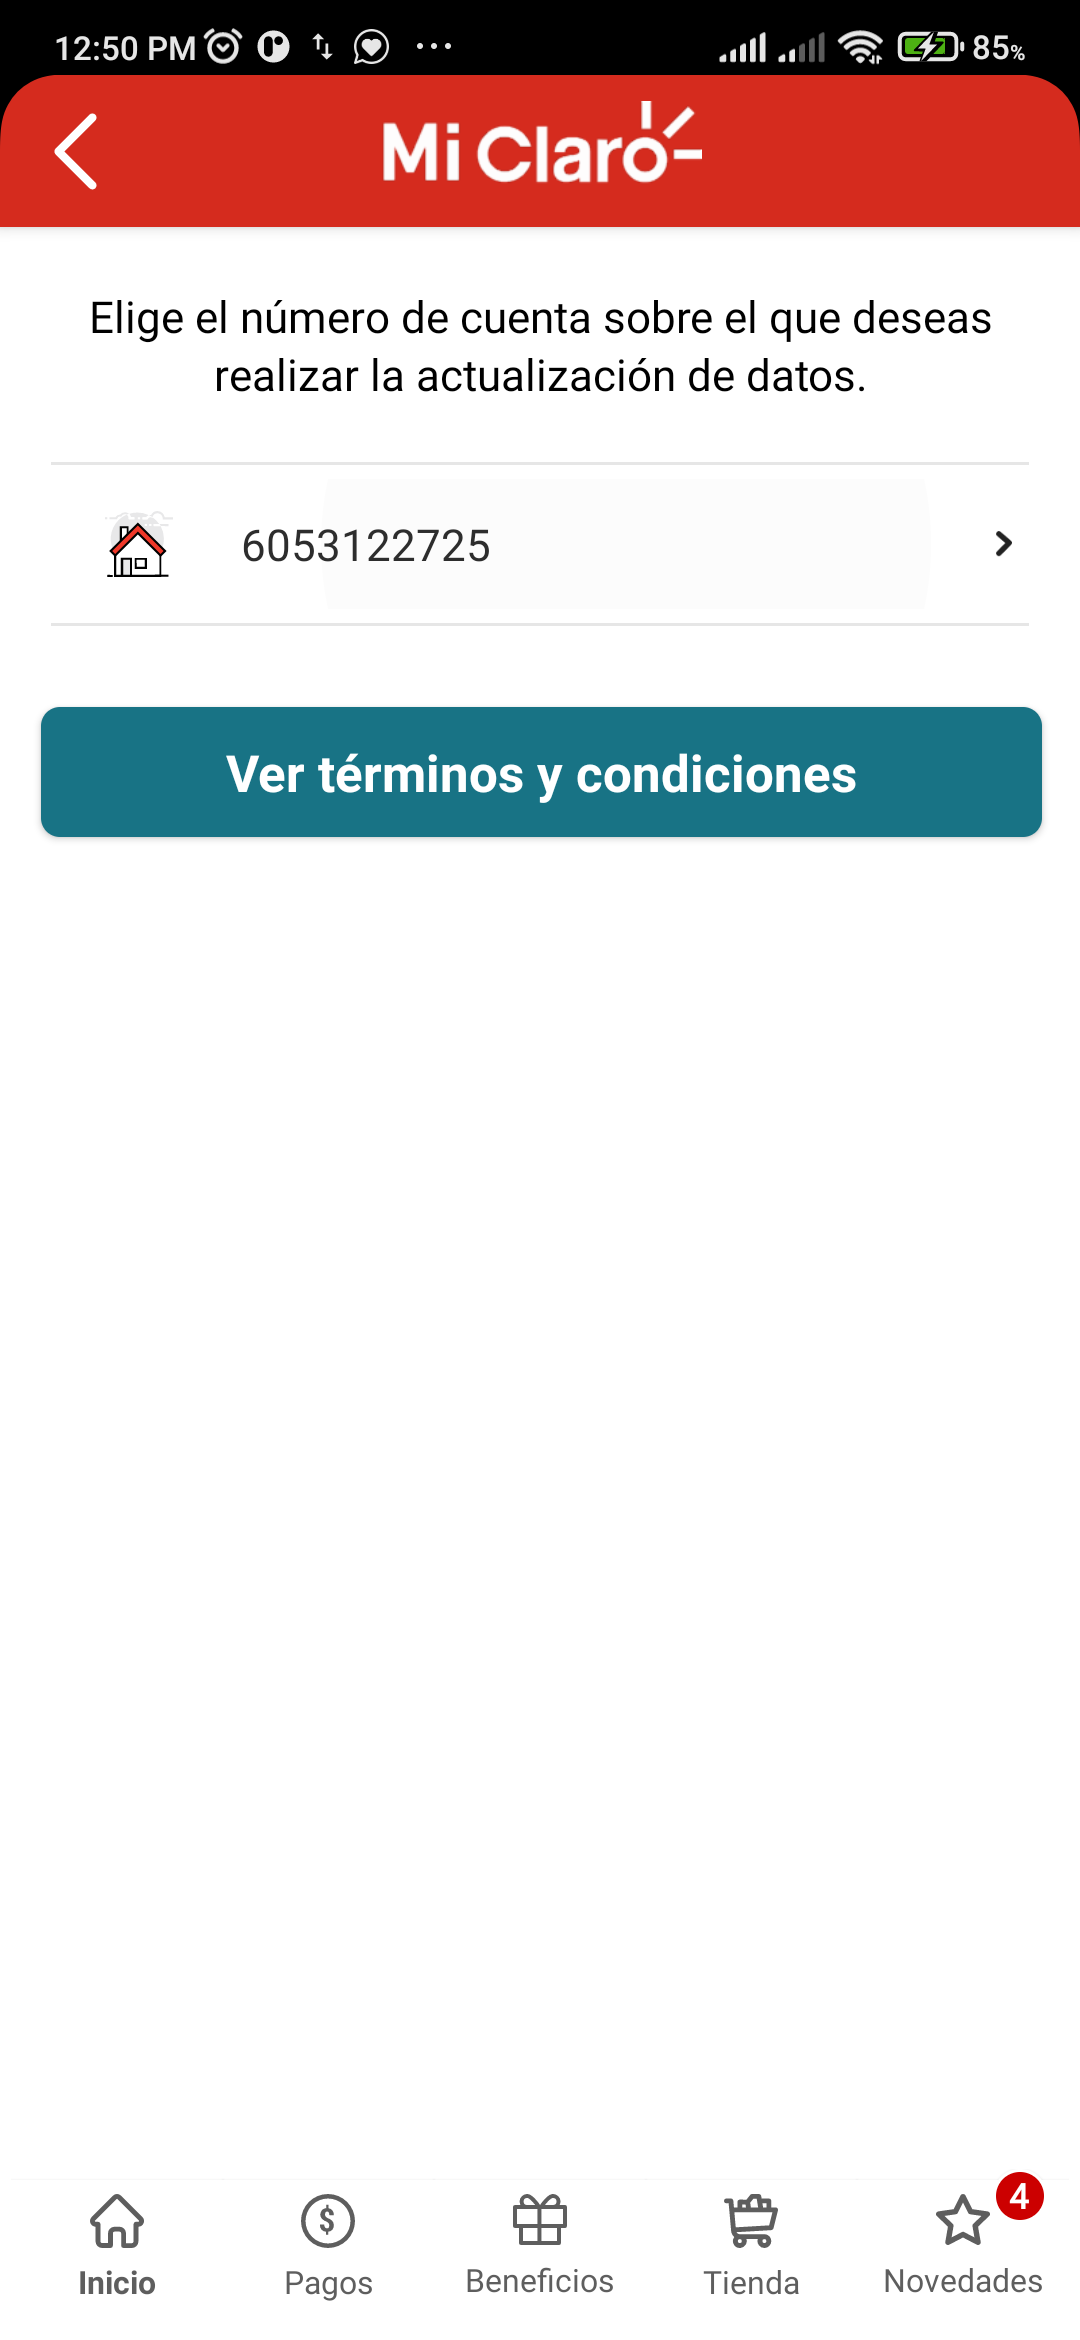 12:50 PM
85%
Mi Claro
Elige el número de cuenta sobre el que deseas
realizar la actualización de datos.
6053122725
Ver términos y condiciones
4
Inicio
Pagos
Beneficios
Tienda
Novedades